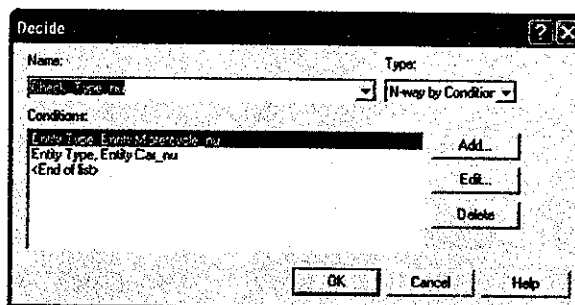 Decide
Name:
Type:
Check_Type_nu
N-way by Condition
Conditions:
Entity Type, Entity Motorcycle_nu
Entity Type, Entity Car_nu
<End of list>
Add...
Edit...
Delete
OK
Cancel
Help